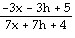 -3x - 3h + 5
7x + 7h + 4